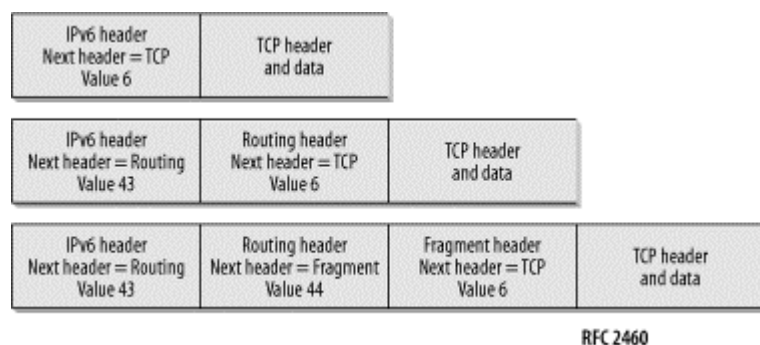 IPv6 header
Next header = TCP
Value 6
TCP header
and data
IPv6 header
Next header = Routing
Value 43
Routing header
Next header = TCP
Value 6
TCP header
and data
IPv6 header
Next header = Routing
Value 43
Routing header
Next header = Fragment
Value 44
Fragment header
Next header = TCP
Value 6
TCP header
and data
RFC 2460